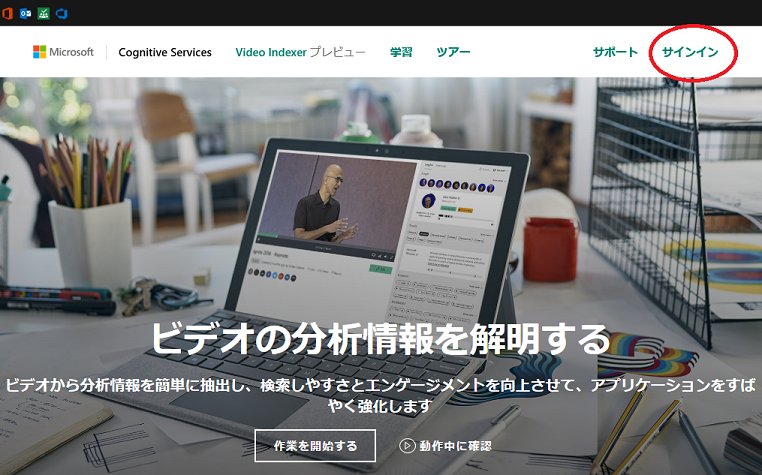 Microsoft Cognitive Services Video Indexer プレビュー 学習 ツアー サポート サインイン
Ignite 2016 - Keynote
ビデオの分析情報を解明する
ビデオから分析情報を簡単に抽出し、検索しやすさとエンゲージメントを向上させて、アプリケーションをすば
やく強化します
作業を開始する 動作中に確認